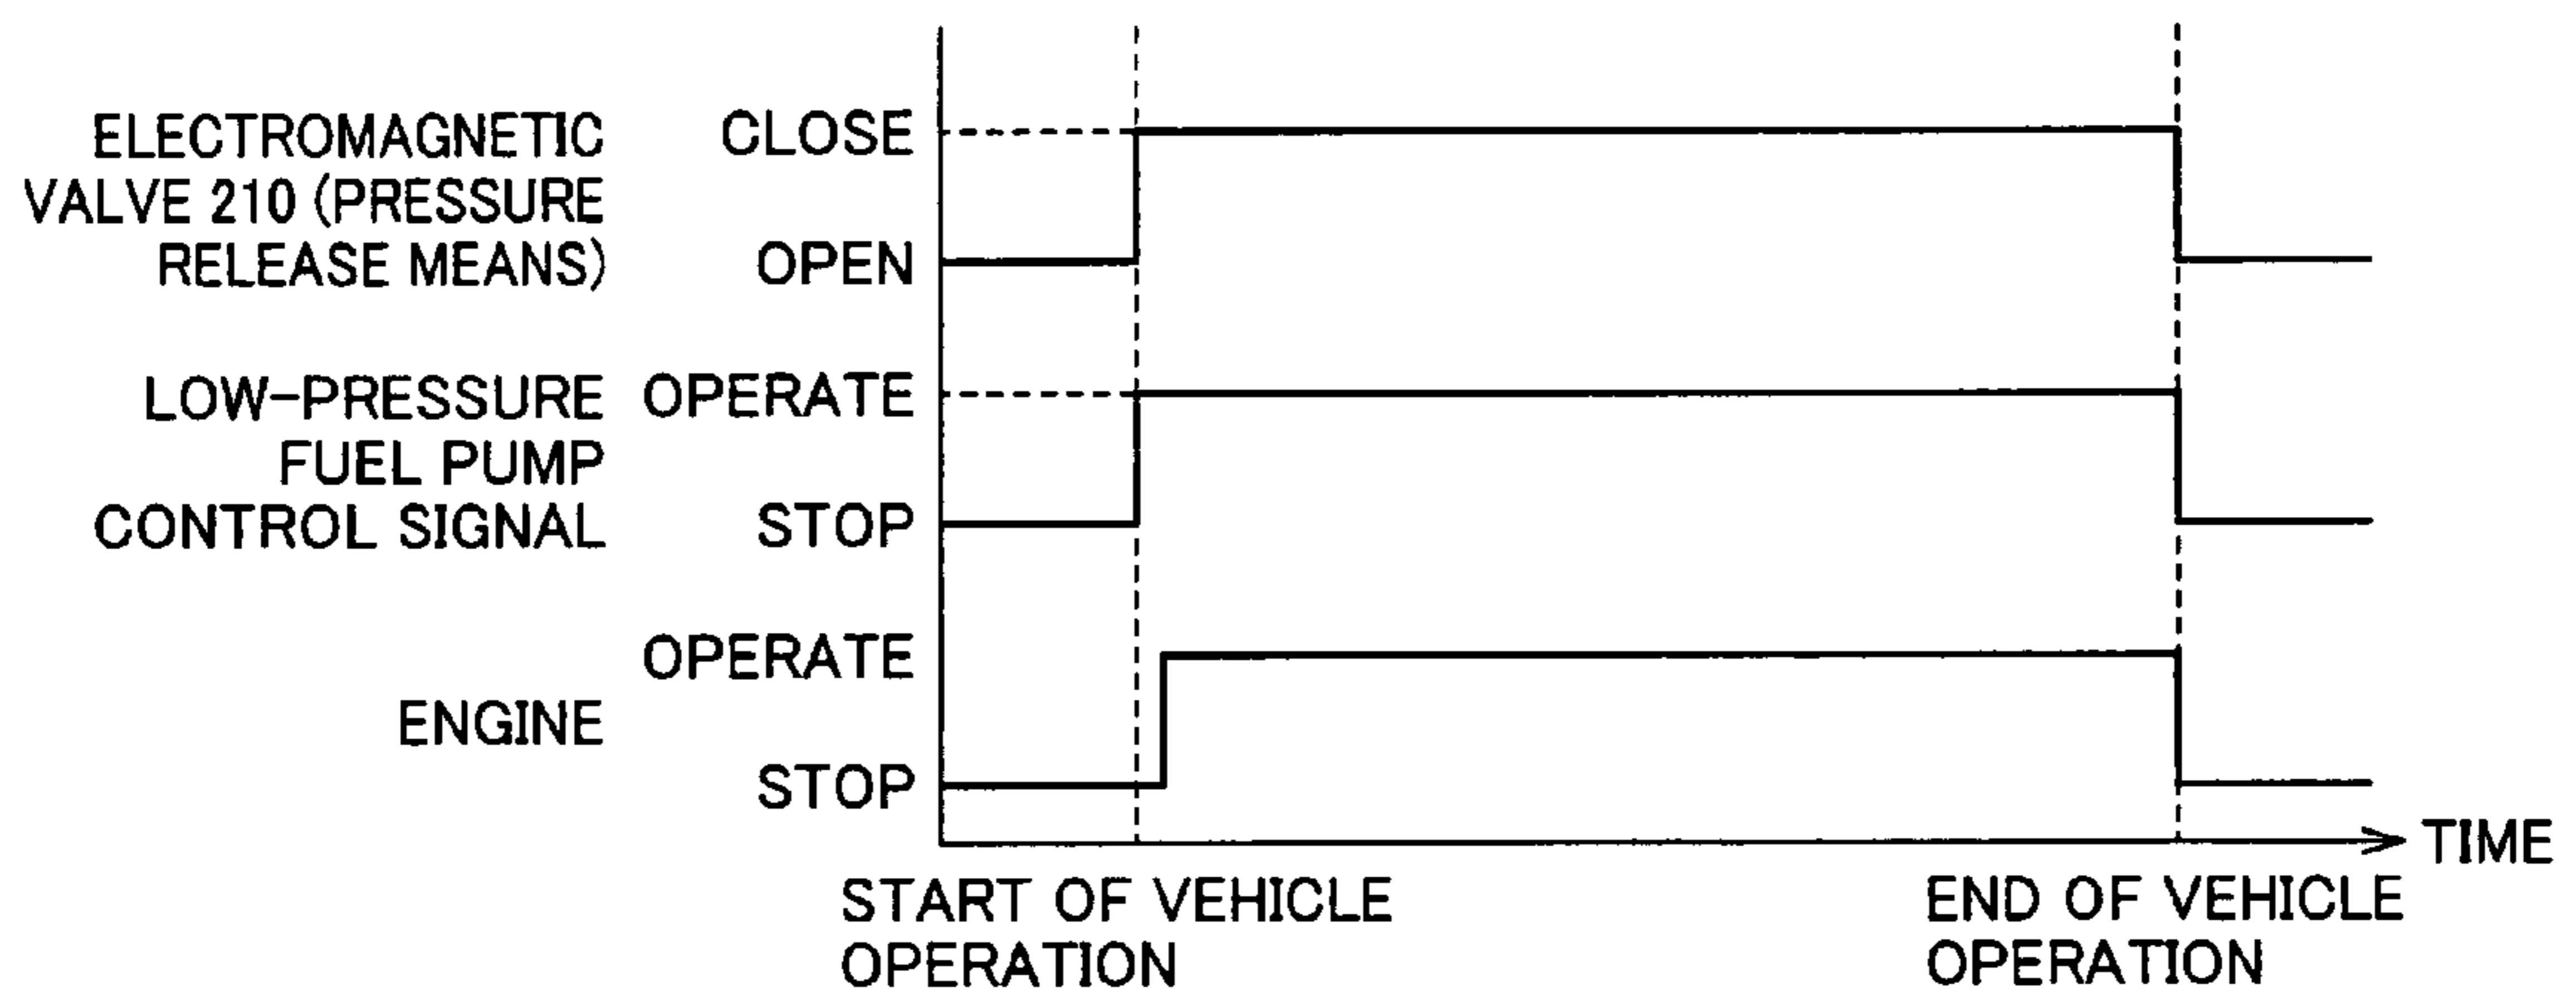 ELECTROMAGNETIC
VALVE 210 (PRESSURE
RELEASE MEANS)
CLOSE
OPEN
LOW-PRESSURE
FUEL PUMP
CONTROL SIGNAL
OPERATE
STOP
ENGINE
OPERATE
STOP
TIME
START OF VEHICLE
OPERATION
END OF VEHICLE
OPERATION